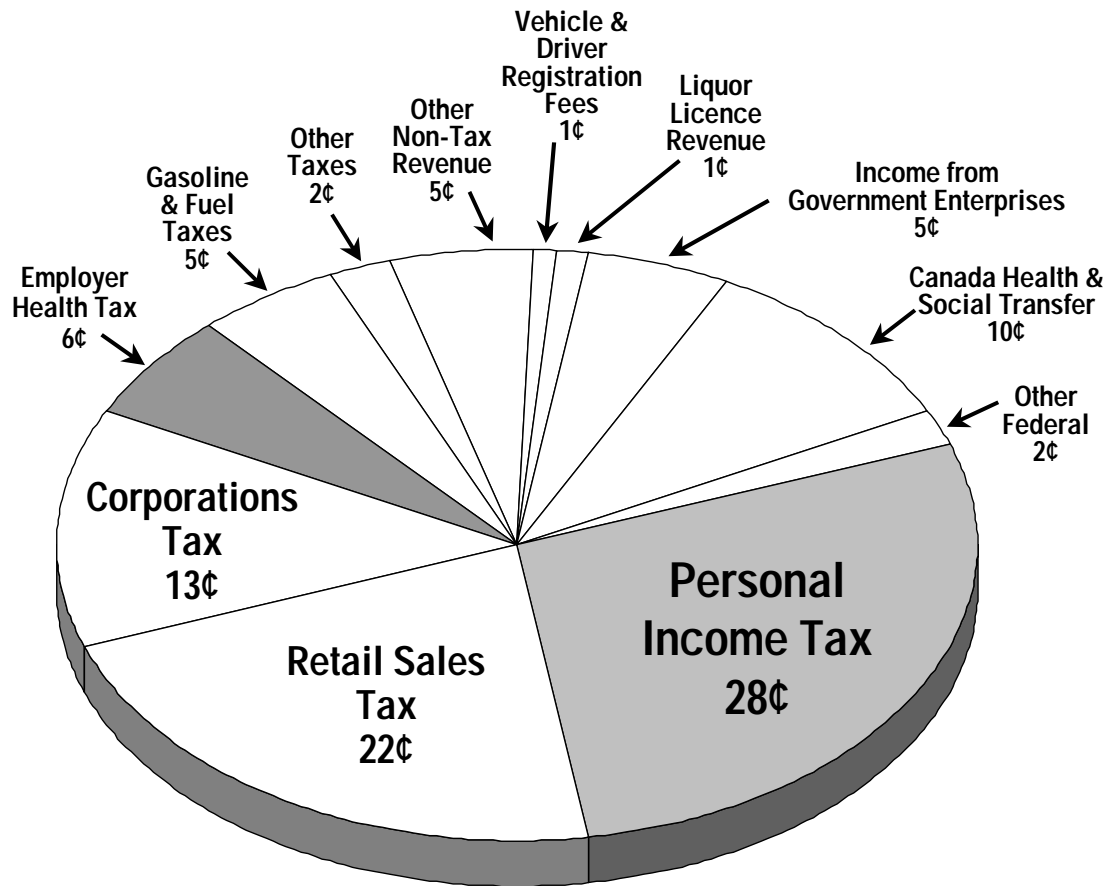 Vehicle &
Driver
Registration
Fees
1¢
Liquor
Licence
Revenue
1¢
Other
Non-Tax
Revenue
5¢
Other
Taxes
2¢
Gasoline
& Fuel
Taxes
5¢
Income from
Government Enterprises
5¢
Employer
Health Tax
6¢
Canada Health &
Social Transfer
10¢
Other
Federal
2¢
Corporations
Tax
13¢
Personal
Income Tax
28¢
Retail Sales
Tax
22¢